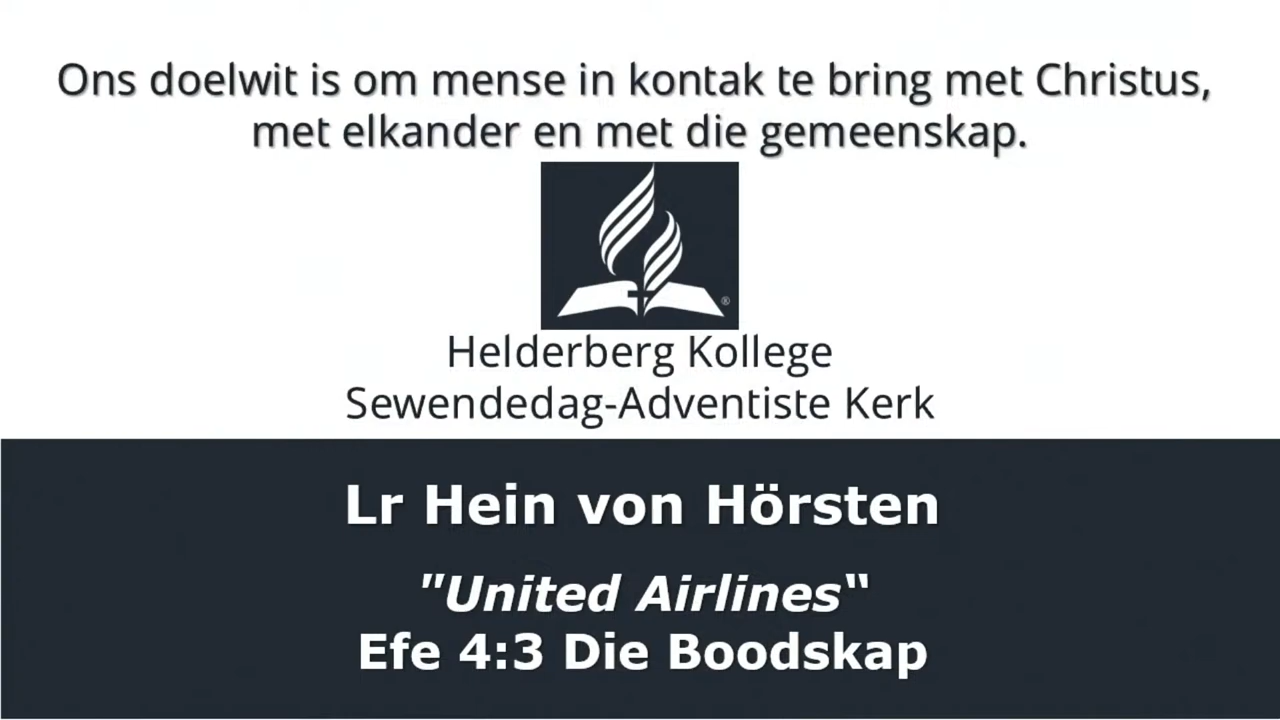 Ons doelwit is om mense in kontak te bring met Christus,
met elkander en met die gemeenskap.
®
Helderberg Kollege
Sewendedag-Adventiste Kerk
Lr Hein von Hörsten
"United Airlines“
Efe 4:3 Die Boodskap